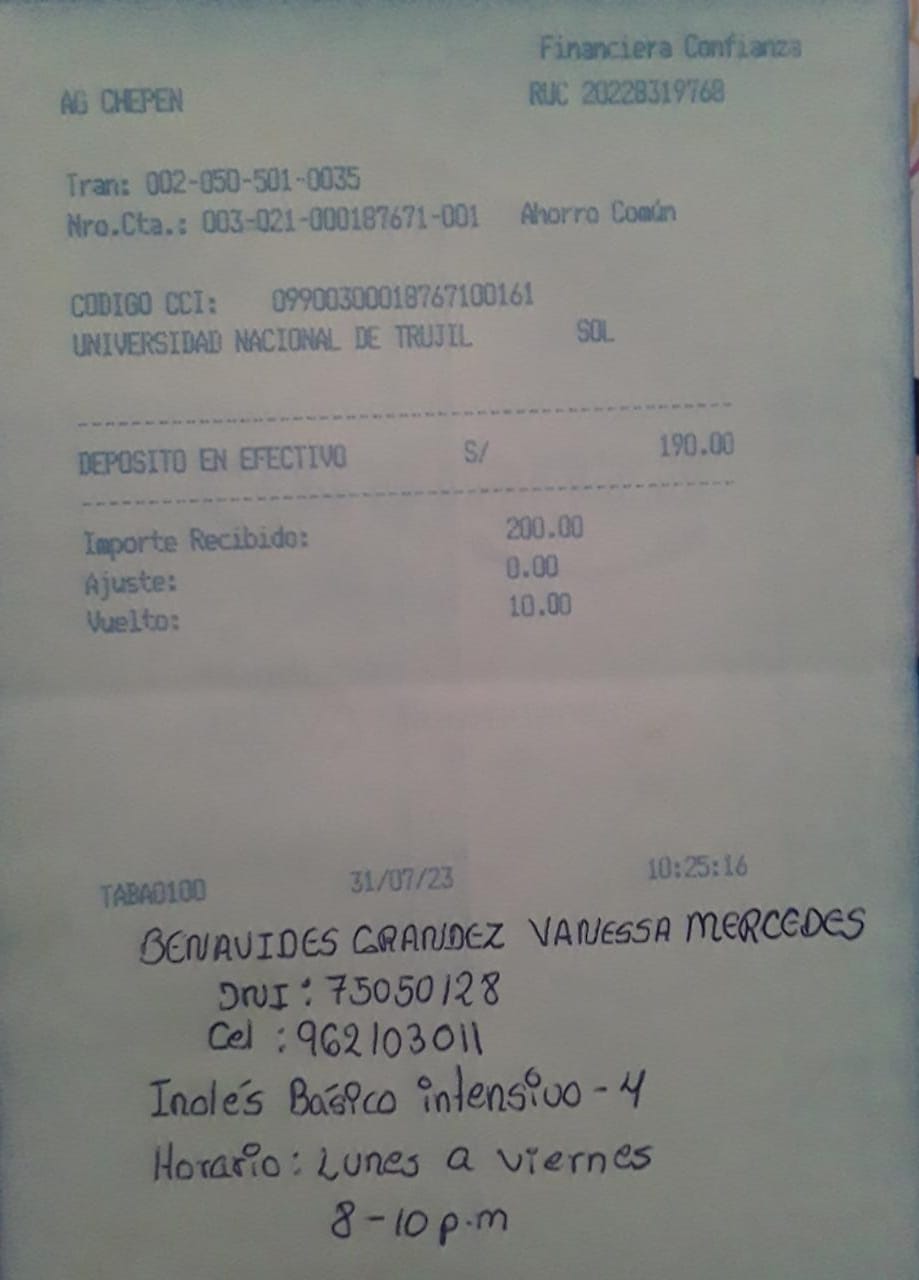 Financiera Confianza
AG CHEPEN RUC 20228319768
Tran: 002-050-501-0035
Nro.Cta.: 003-021-000187671-001 Ahorro Común
CODIGO CCI: 09900300018767100161
UNIVERSIDAD NACIONAL DE TRUJIL SOL
DEPOSITO EN EFECTIVO S/ 190.00
Importe Recibido: 200.00
Ajuste: 0.00
Vuelto: 10.00
TABA0100 31/07/23 10:25:16
BENAVIDES GRANDEZ VANESSA MERCEDES
DNI: 75050128
Cel: 962103011
Inglés Básico intensivo - 4
Horario: Lunes a viernes
8-10 p.m